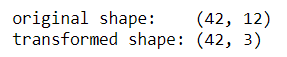 original shape:    (42, 12)
transformed shape: (42, 3)